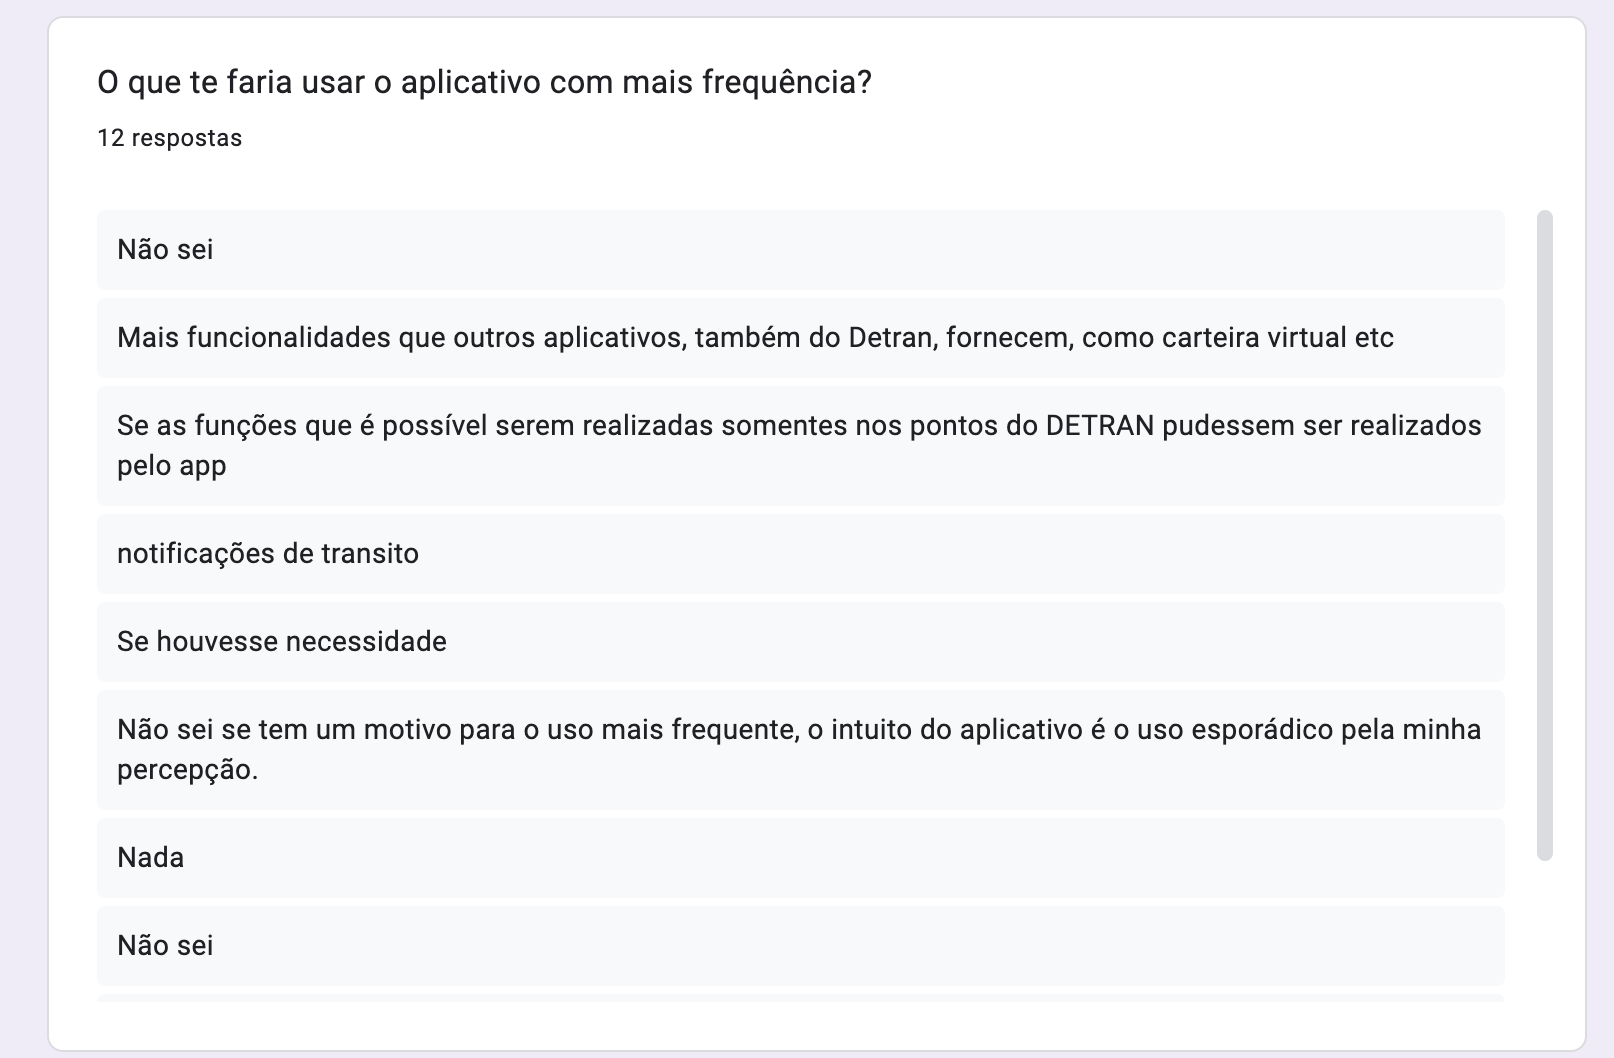 O que te faria usar o aplicativo com mais frequência?
12 respostas
Não sei
Mais funcionalidades que outros aplicativos, também do Detran, fornecem, como carteira virtual etc
Se as funções que é possível serem realizadas somentes nos pontos do DETRAN pudessem ser realizados
pelo app
notificações de transito
Se houvesse necessidade
Não sei se tem um motivo para o uso mais frequente, o intuito do aplicativo é o uso esporádico pela minha
percepção.
Nada
Não sei